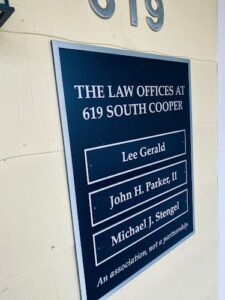 619
THE LAW OFFICES AT
619 SOUTH COOPER
Lee Gerald
John H. Parker, II
Michael J. Stengel
An association, not a partnership.